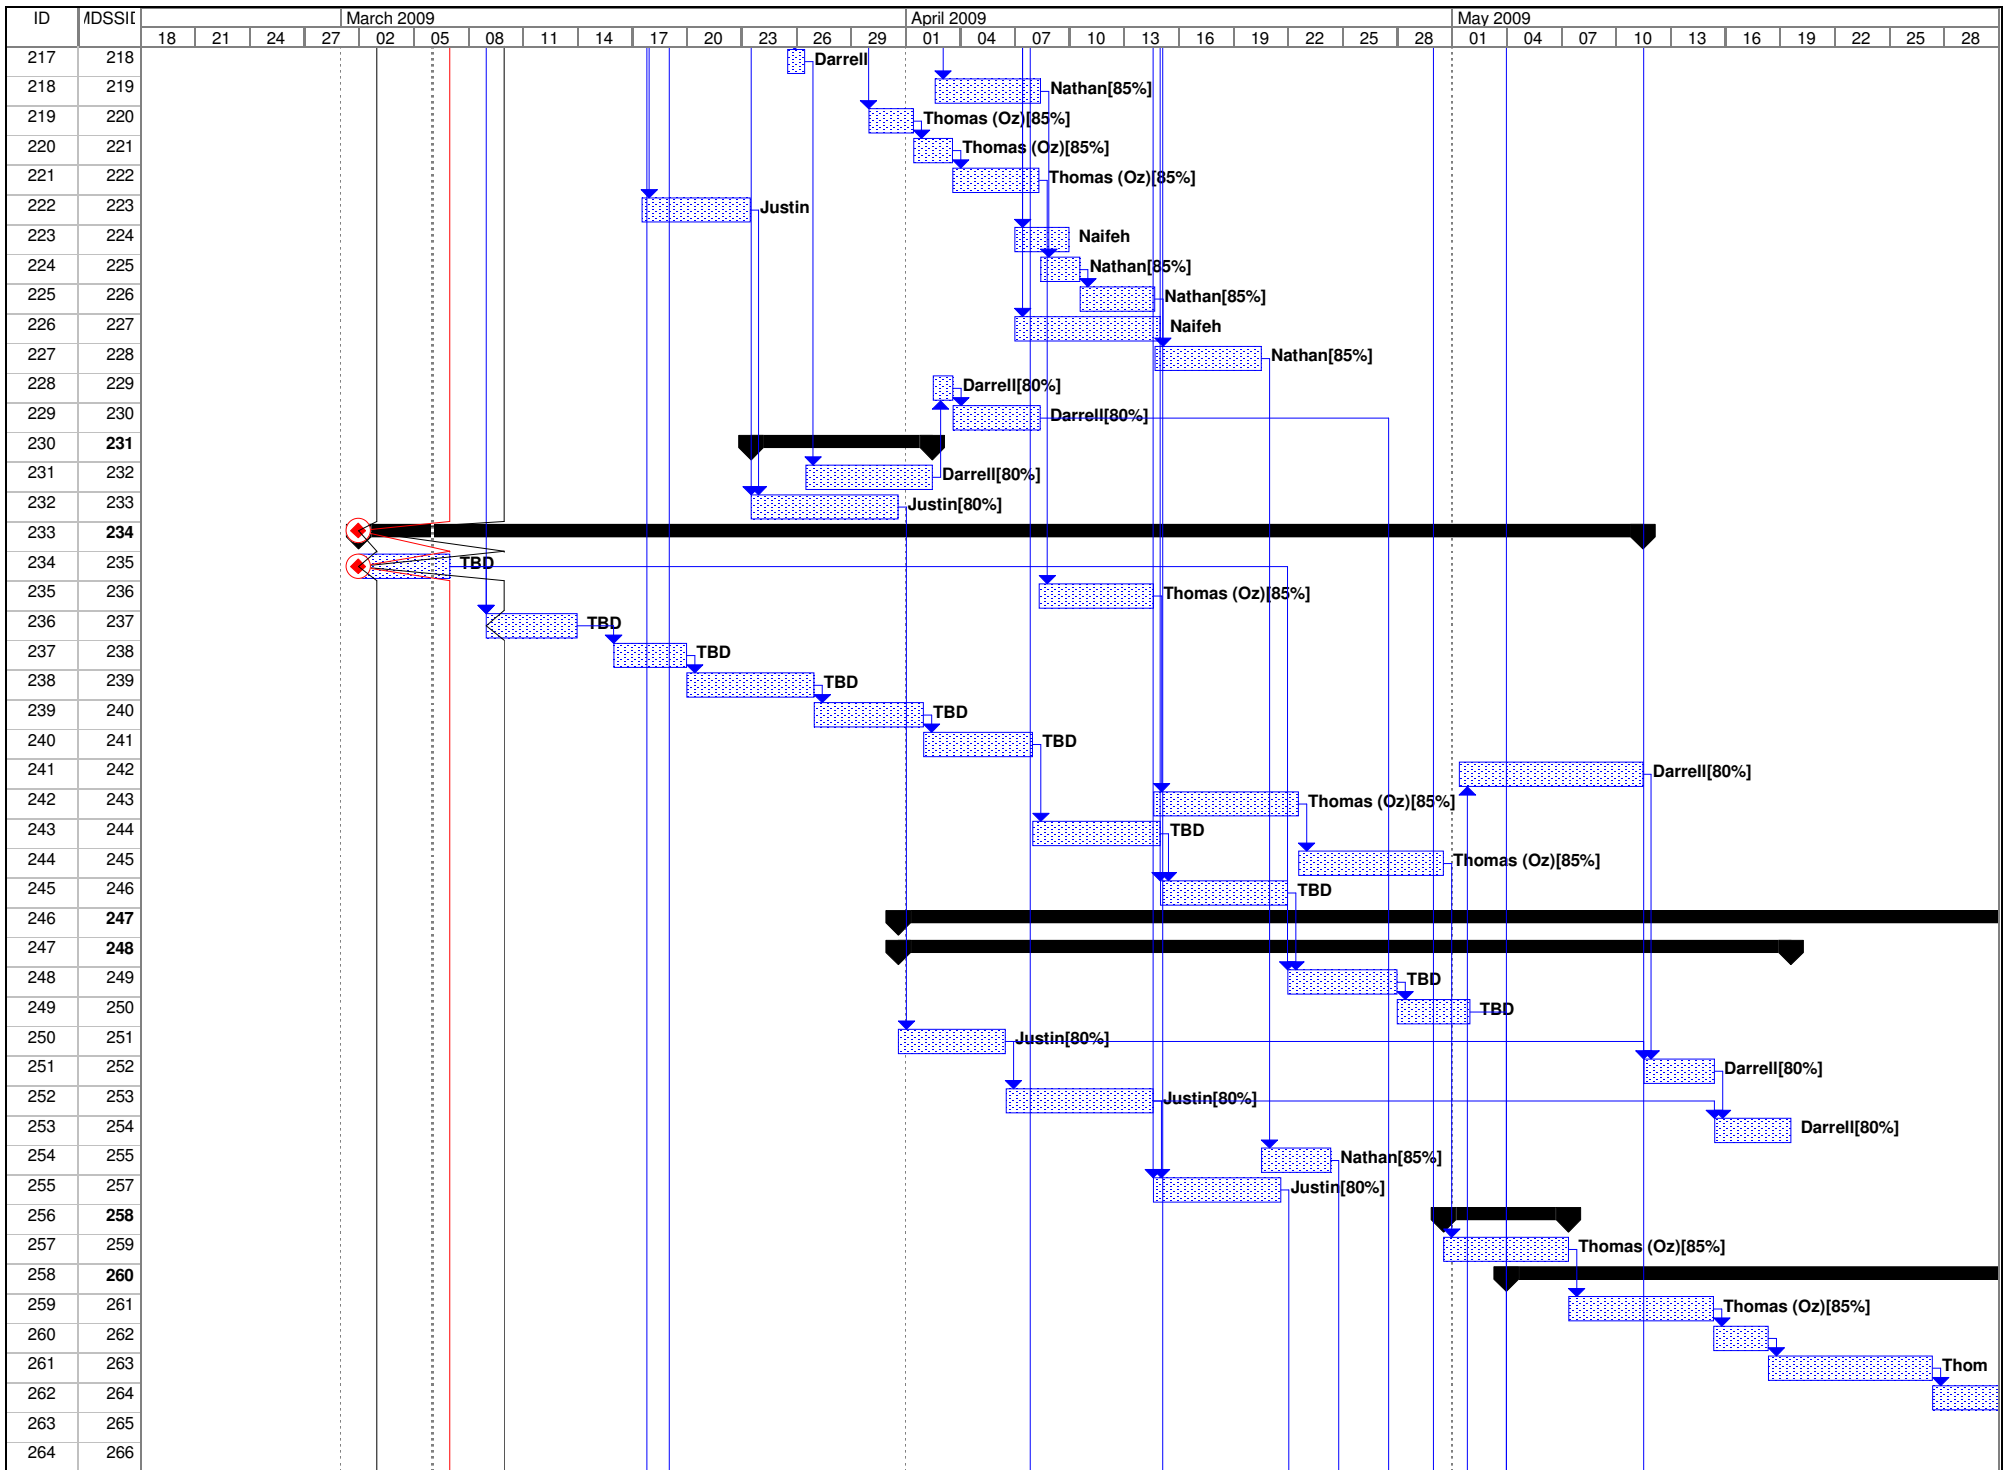 ID MDSSID March 2009 April 2009 May 2009
18 21 24 27 02 05 08 11 14 17 20 23 26 29 01 04 07 10 13 16 19 22 25 28 01 04 07 10 13 16 19 22 25 28
217 218 Darrell
218 219 Nathan[85%]
219 220 Thomas (Oz)[85%]
220 221 Thomas (Oz)[85%]
221 222 Thomas (Oz)[85%]
222 223 Justin
223 224 Naifeh
224 225 Nathan[85%]
225 226 Nathan[85%]
226 227 Naifeh
227 228 Nathan[85%]
228 229 Darrell[80%]
229 230 Darrell[80%]
230 231
231 232 Darrell[80%]
232 233 Justin[80%]
233 234
234 235 TBD
235 236 Thomas (Oz)[85%]
236 237 TBD
237 238 TBD
238 239 TBD
239 240 TBD
240 241 TBD
241 242 Darrell[80%]
242 243 Thomas (Oz)[85%]
243 244 TBD
244 245 Thomas (Oz)[85%]
245 246 TBD
246 247
247 248
248 249 TBD
249 250 TBD
250 251 Justin[80%]
251 252 Darrell[80%]
252 253 Justin[80%]
253 254 Darrell[80%]
254 255 Nathan[85%]
255 257 Justin[80%]
256 258
257 259 Thomas (Oz)[85%]
258 260
259 261 Thomas (Oz)[85%]
260 262
261 263 Thom
262 264
263 265
264 266